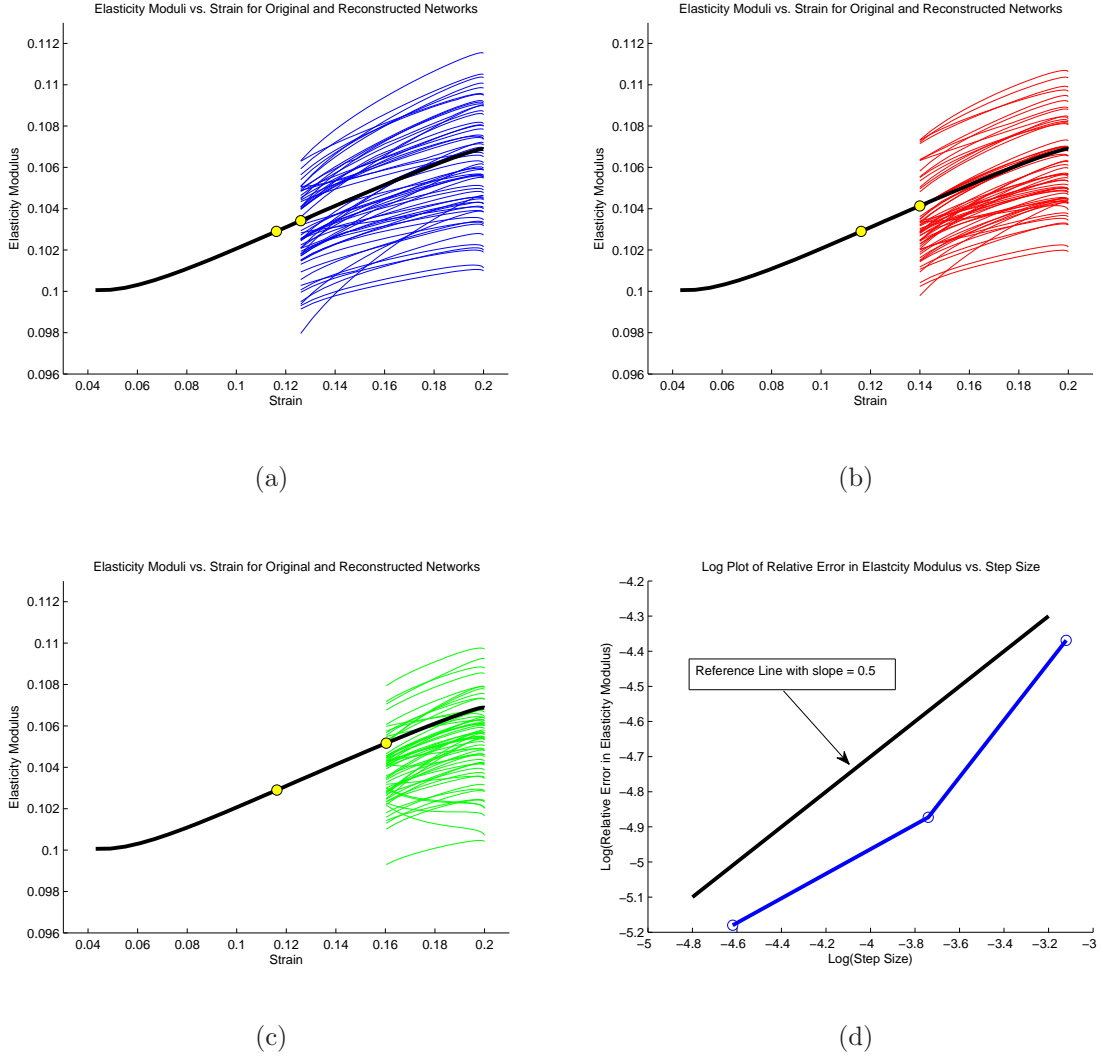 Elasticity Moduli vs. Strain for Original and Reconstructed Networks
0.112
0.11
0.108
0.106
0.104
0.102
0.1
0.098
0.096
Elasticity Modulus
0.04 0.06 0.08 0.1 0.12 0.14 0.16 0.18 0.2
Strain
(a)
Elasticity Moduli vs. Strain for Original and Reconstructed Networks
0.112
0.11
0.108
0.106
0.104
0.102
0.1
0.098
0.096
Elasticity Modulus
0.04 0.06 0.08 0.1 0.12 0.14 0.16 0.18 0.2
Strain
(b)
Elasticity Moduli vs. Strain for Original and Reconstructed Networks
0.112
0.11
0.108
0.106
0.104
0.102
0.1
0.098
0.096
Elasticity Modulus
0.04 0.06 0.08 0.1 0.12 0.14 0.16 0.18 0.2
Strain
(c)
Log Plot of Relative Error in Elastcity Modulus vs. Step Size
−4.2
−4.3
−4.4
−4.5
−4.6
−4.7
−4.8
−4.9
−5
−5.1
−5.2
Log(Relative Error in Elasticity Modulus)
Reference Line with slope = 0.5
−5 −4.8 −4.6 −4.4 −4.2 −4 −3.8 −3.6 −3.4 −3.2 −3
Log(Step Size)
(d)